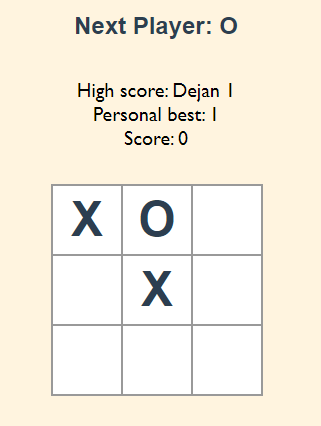 Next Player: O
High score: Dejan 1
Personal best: 1
Score: 0
X O
X